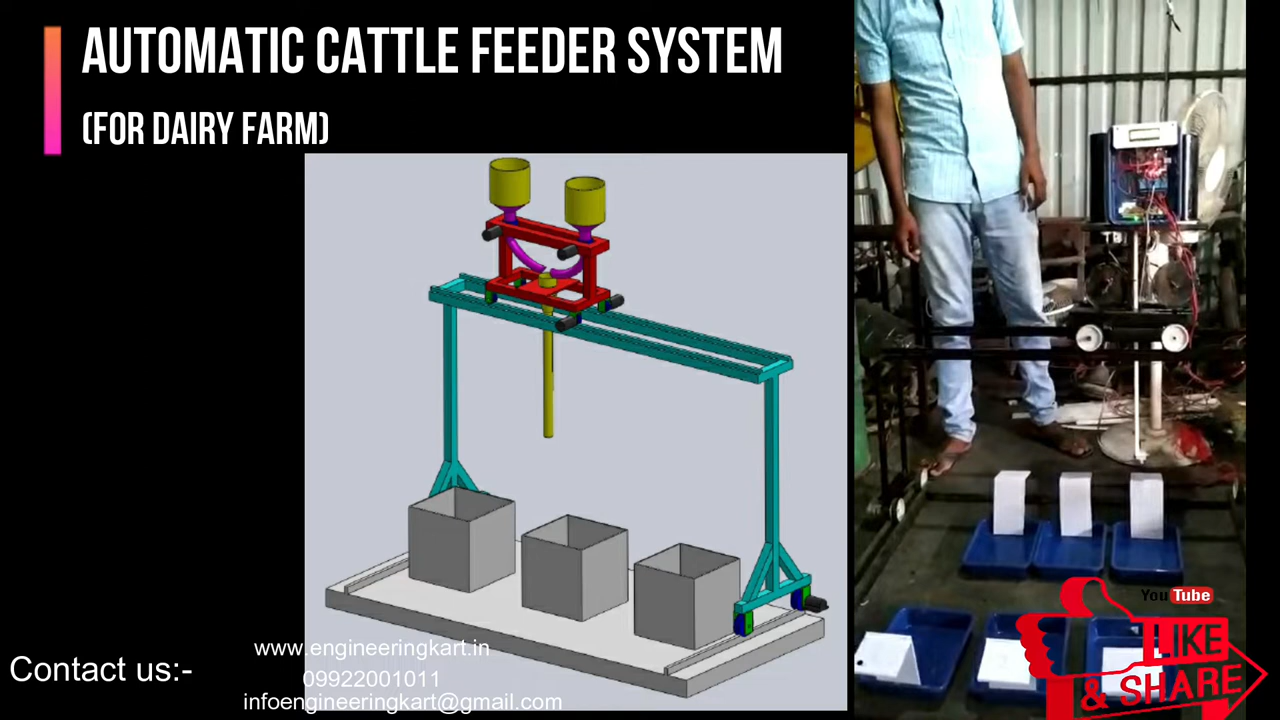 AUTOMATIC CATTLE FEEDER SYSTEM
(FOR DAIRY FARM)
Contact us:-
www.engineeringkart.in
09922001011
infoengineeringkart@gmail.com
YouTube
LIKE
& SHARE